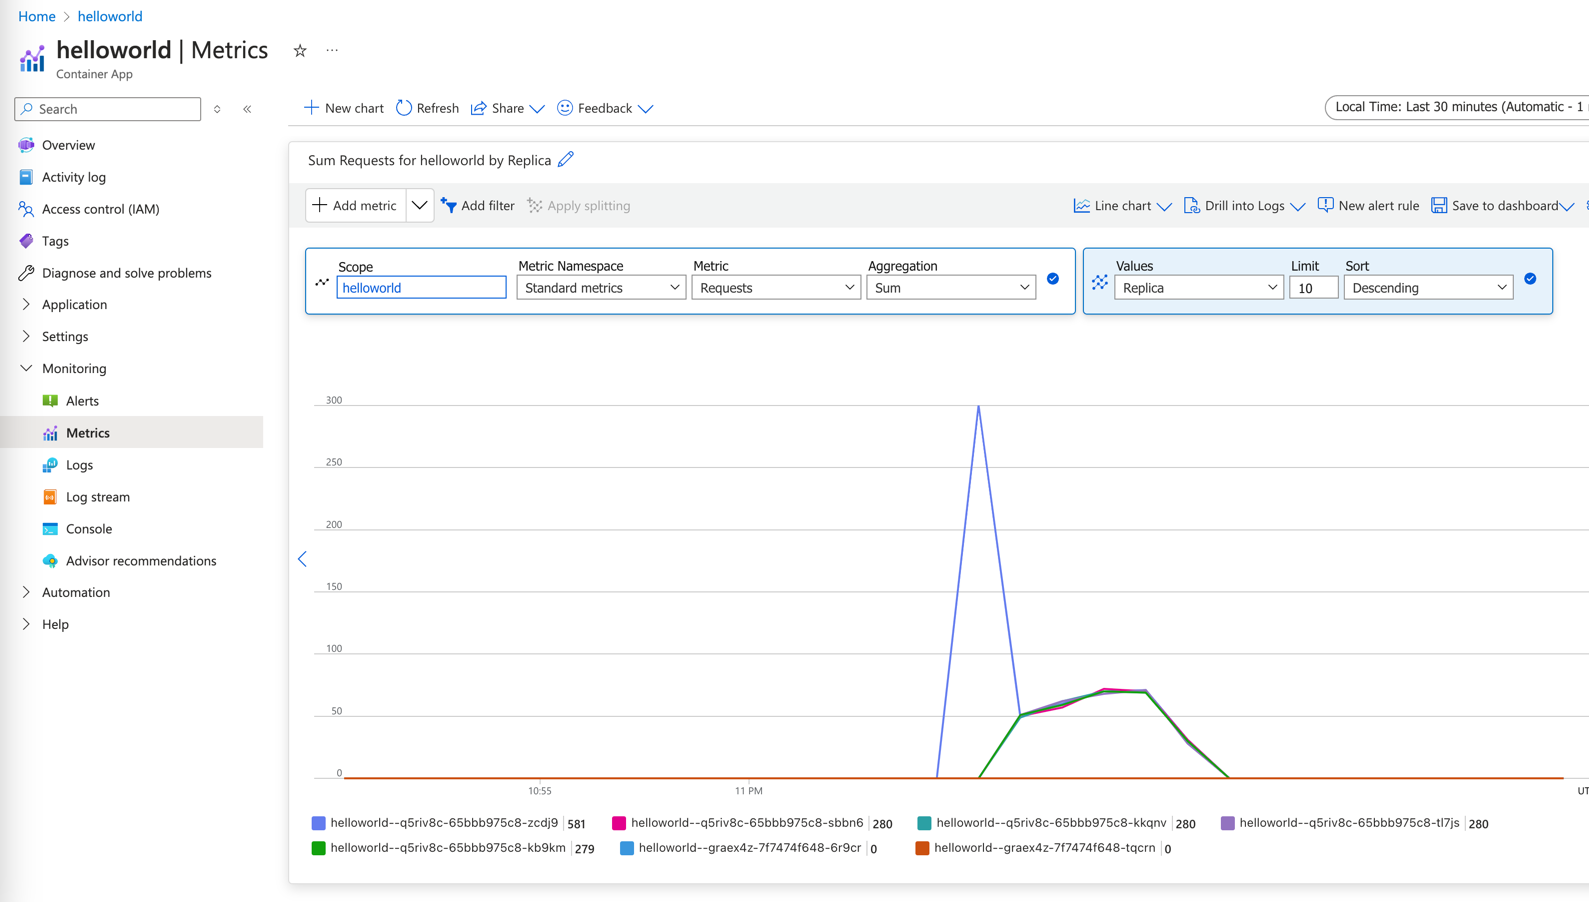 Home > helloworld
helloworld | Metrics
Container App
Search
Overview
Activity log
Access control (IAM)
Tags
Diagnose and solve problems
Application
Settings
Monitoring
Alerts
Metrics
Logs
Log stream
Console
Advisor recommendations
Automation
Help
New chart Refresh Share Feedback
Local Time: Last 30 minutes (Automatic - 1
Sum Requests for helloworld by Replica
Add metric Add filter Apply splitting Line chart Drill into Logs New alert rule Save to dashboard
Scope Metric Namespace Metric Aggregation Values Limit Sort
helloworld Standard metrics Requests Sum Replica 10 Descending
300
250
200
150
100
50
0
10:55 11 PM UT
helloworld--q5riv8c-65bbb975c8-zcdj9 581 helloworld--q5riv8c-65bbb975c8-sbbn6 280 helloworld--q5riv8c-65bbb975c8-kkqnv 280 helloworld--q5riv8c-65bbb975c8-tl7js 280
helloworld--q5riv8c-65bbb975c8-kb9km 279 helloworld--graex4z-7f7474f648-6r9cr 0 helloworld--graex4z-7f7474f648-tqcrn 0